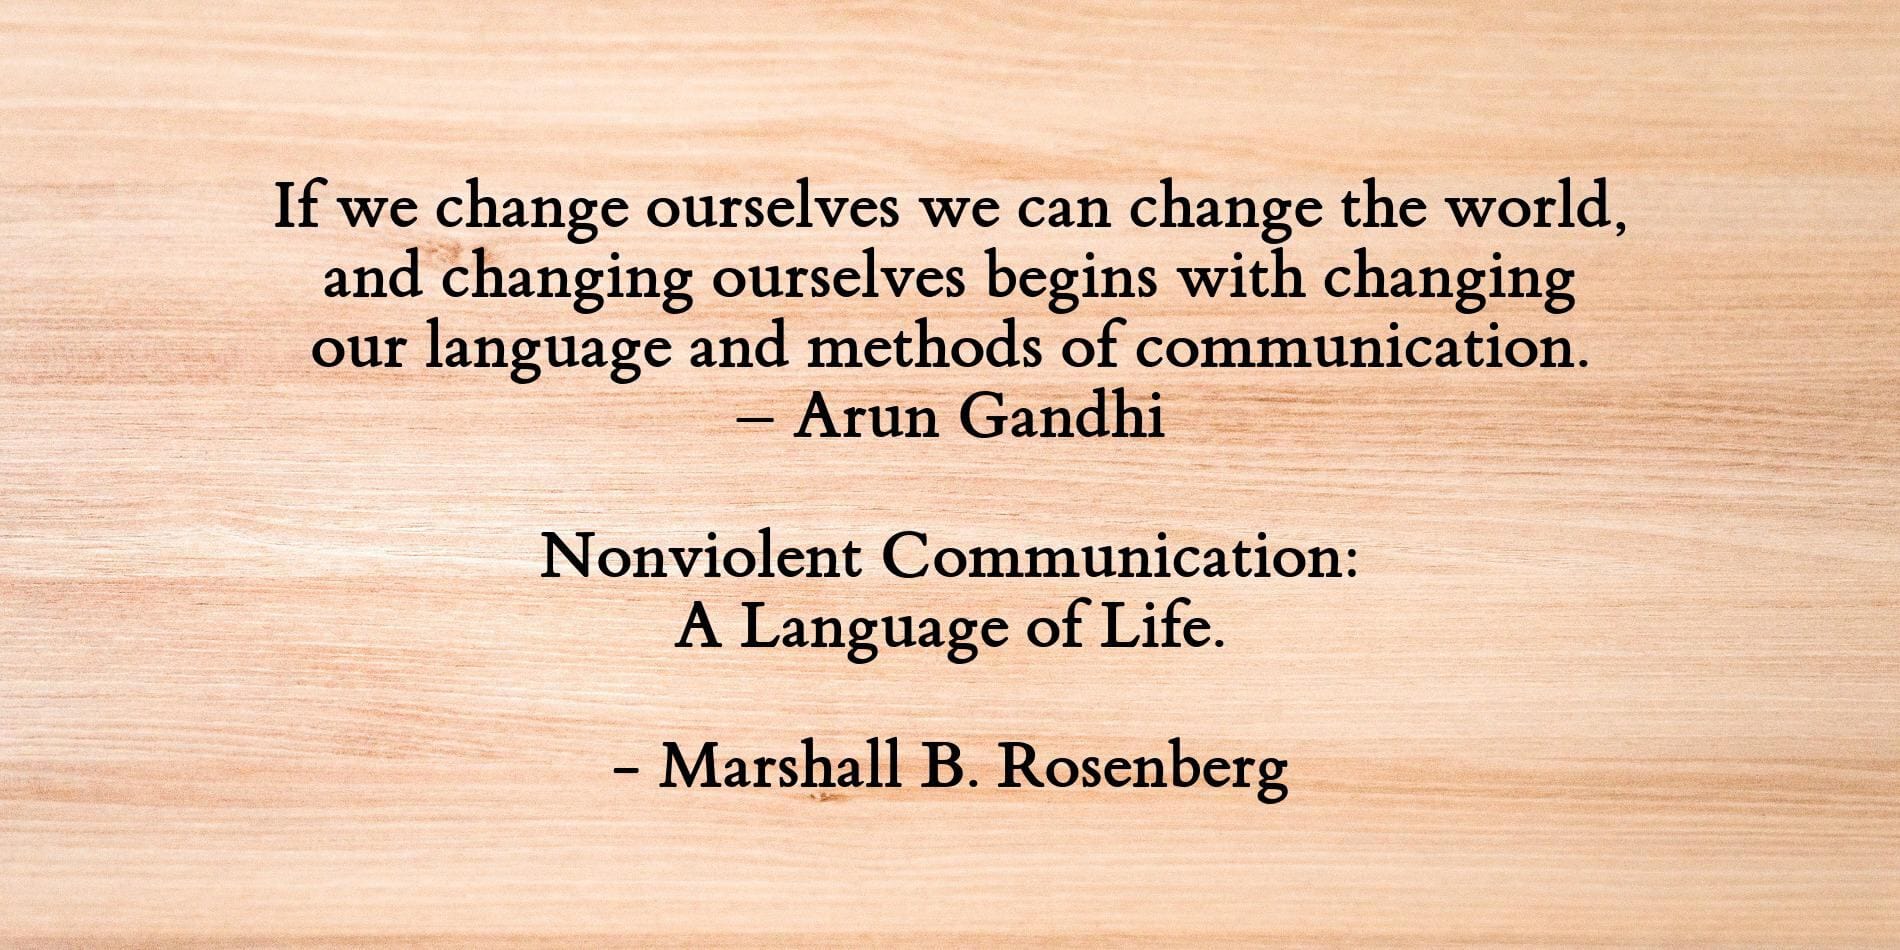 If we change ourselves we can change the world,
and changing ourselves begins with changing
our language and methods of communication.
– Arun Gandhi
Nonviolent Communication:
A Language of Life.
- Marshall B. Rosenberg